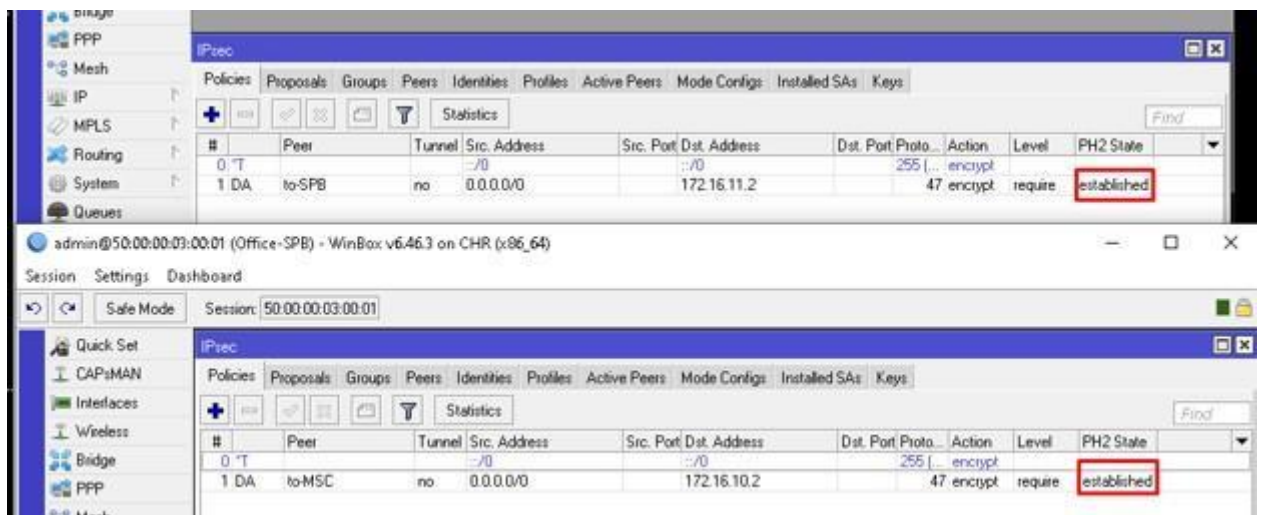 Bridge
PPP
IPsec
Mesh
Policies Proposals Groups Peers Identities Profiles Active Peers Mode Configs Installed SAs Keys
IP
Statistics
Find
MPLS
# Peer Tunnel Src. Address Src. Port Dst. Address Dst. Port Proto... Action Level PH2 State
Routing
0 *T ::/0 ::/0 255 (... encrypt
System
1 DA to-SPB no 0.0.0.0/0 172.16.11.2 47 encrypt require established
Queues
admin@50:00:00:03:00:01 (Office-SPB) - WinBox v6.46.3 on CHR (x86_64)
Session Settings Dashboard
Safe Mode Session: 50:00:00:03:00:01
Quick Set
IPsec
CAPsMAN
Policies Proposals Groups Peers Identities Profiles Active Peers Mode Configs Installed SAs Keys
Interfaces
Statistics
Find
Wireless
# Peer Tunnel Src. Address Src. Port Dst. Address Dst. Port Proto... Action Level PH2 State
Bridge
0 *T ::/0 ::/0 255 (... encrypt
PPP
1 DA to-MSC no 0.0.0.0/0 172.16.10.2 47 encrypt require established